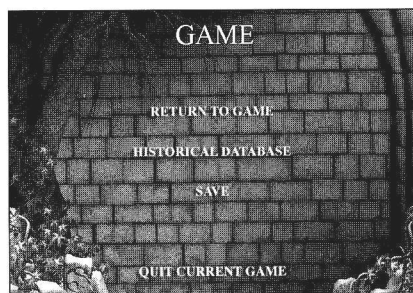 GAME
RETURN TO GAME
HISTORICAL DATABASE
SAVE
QUIT CURRENT GAME